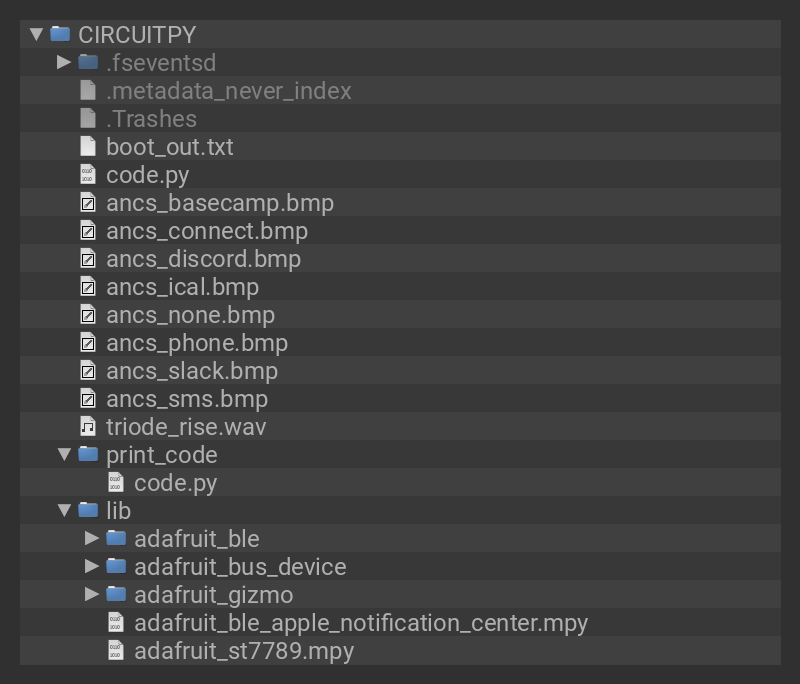 CIRCUITPY
.fseventsd
.metadata_never_index
.Trashes
boot_out.txt
code.py
ancs_basecamp.bmp
ancs_connect.bmp
ancs_discord.bmp
ancs_ical.bmp
ancs_none.bmp
ancs_phone.bmp
ancs_slack.bmp
ancs_sms.bmp
triode_rise.wav
print_code
code.py
lib
adafruit_ble
adafruit_bus_device
adafruit_gizmo
adafruit_ble_apple_notification_center.mpy
adafruit_st7789.mpy